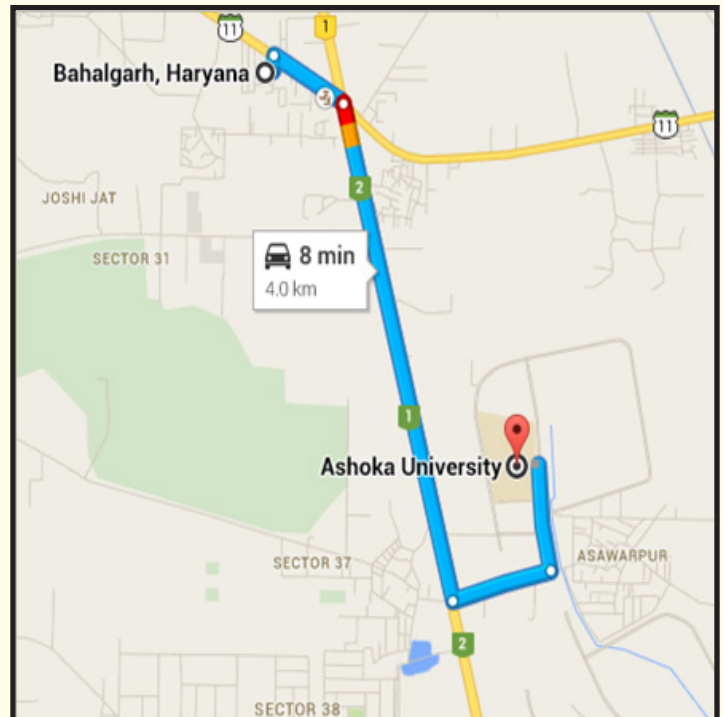 11
1
Bahalgarh, Haryana
11
2
JOSHI JAT
SECTOR 31
8 min
4.0 km
1
Ashoka University
ASAWARPUR
SECTOR 37
2
SECTOR 38